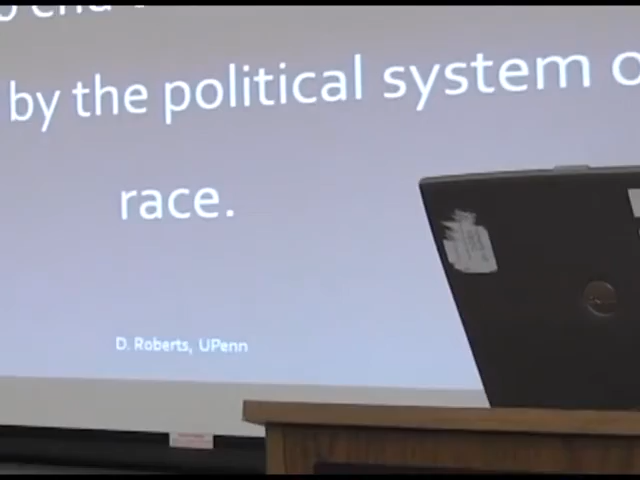 by the political system
race.
D. Roberts, UPenn